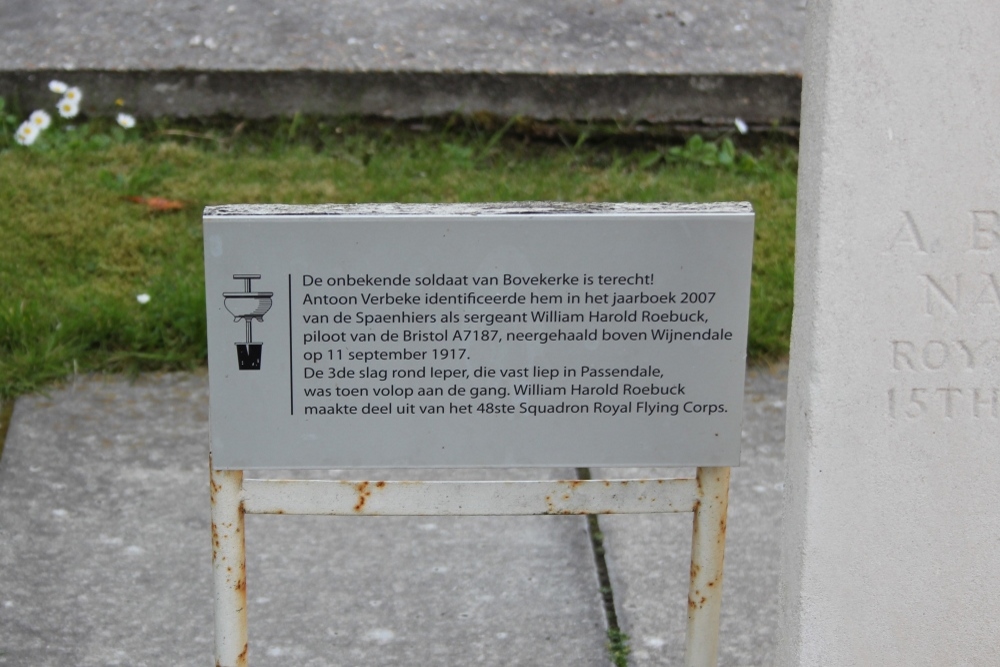 De onbekende soldaat van Bovekerke is terecht!
Antoon Verbeke identificeerde hem in het jaarboek 2007
van de Spaenhiers als sergeant William Harold Roebuck,
piloot van de Bristol A7187, neergehaald boven Wijnendale
op 11 september 1917.
De 3de slag rond Ieper, die vast liep in Passendale,
was toen volop aan de gang. William Harold Roebuck
maakte deel uit van het 48ste Squadron Royal Flying Corps.
A B
NA
ROY
15TH